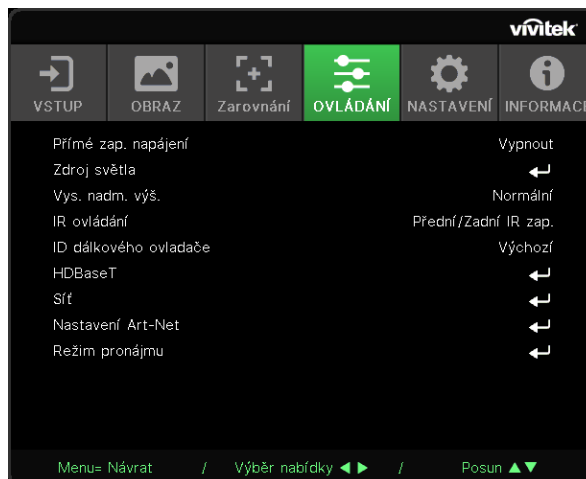 vivitek
VSTUP OBRAZ Zarovnání OVLÁDÁNÍ NASTAVENÍ INFORMACE
Přímé zap. napájení Vypnout
Zdroj světla
Vys. nadm. výš. Normální
IR ovládání Přední/Zadní IR zap.
ID dálkového ovladače Výchozí
HDBaseT
Síť
Nastavení Art-Net
Režim pronájmu
Menu= Návrat / Výběr nabídky ◀ ▶ / Posun ▲▼